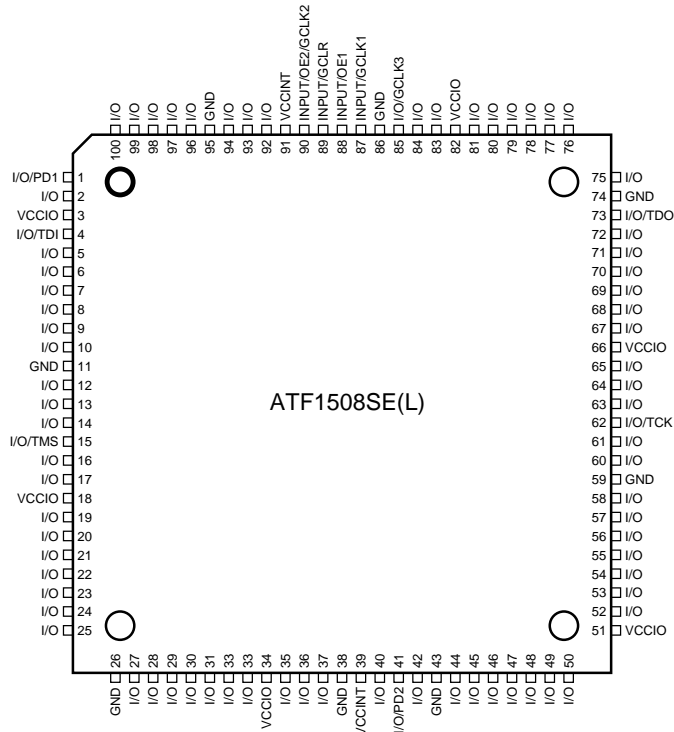 I/O I/O I/O I/O I/O GND I/O I/O I/O VCCINT INPUT/OE2/GCLK2 INPUT/GCLR INPUT/OE1 INPUT/GCLK1 GND I/O/GCLK3 I/O I/O VCCIO I/O I/O I/O I/O I/O I/O
100 99 98 97 96 95 94 93 92 91 90 89 88 87 86 85 84 83 82 81 80 79 78 77 76
I/O/PD1 1
I/O 2
VCCIO 3
I/O/TDI 4
I/O 5
I/O 6
I/O 7
I/O 8
I/O 9
I/O 10
GND 11
I/O 12
I/O 13
I/O 14
I/O/TMS 15
I/O 16
I/O 17
VCCIO 18
I/O 19
I/O 20
I/O 21
I/O 22
I/O 23
I/O 24
I/O 25
ATF1508SE(L)
75 I/O
74 GND
73 I/O/TDO
72 I/O
71 I/O
70 I/O
69 I/O
68 I/O
67 I/O
66 VCCIO
65 I/O
64 I/O
63 I/O
62 I/O/TCK
61 I/O
60 I/O
59 GND
58 I/O
57 I/O
56 I/O
55 I/O
54 I/O
53 I/O
52 I/O
51 VCCIO
26 27 28 29 30 31 33 33 34 35 36 37 38 39 40 41 42 43 44 45 46 47 48 49 50
GND I/O I/O I/O I/O I/O I/O I/O VCCIO I/O I/O I/O GND VCCINT I/O I/O/PD2 I/O GND I/O I/O I/O I/O I/O I/O I/O